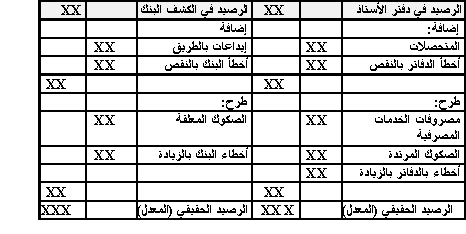 الرصيد في دفتر الأستاذ XX الرصيد في الكشف البنك XX
إضافة: إضافة
المتحصلات XX إيداعات بالطريق XX
أخطأ الدفاتر بالنقص XX أخطأ البنك بالنقص XX
XX XX
طرح: طرح:
مصروفات الخدمات المصرفية XX الصكوك المعلقة XX
الصكوك المرتدة XX أخطاء البنك بالزيادة XX
أخطاء بالدفاتر بالزيادة XX
XX XX
الرصيد الحقيقي (المعدل) XX X الرصيد الحقيقي (المعدل) XXX